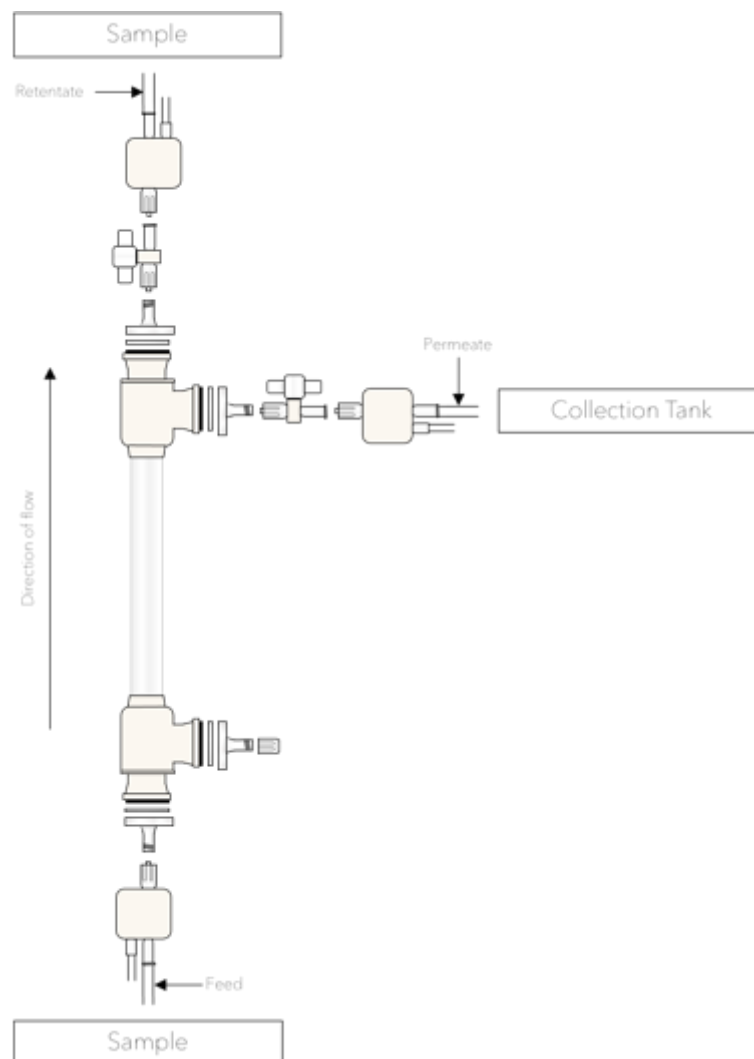 Sample
Retentate
Permeate
Collection Tank
Direction of flow
Feed
Sample